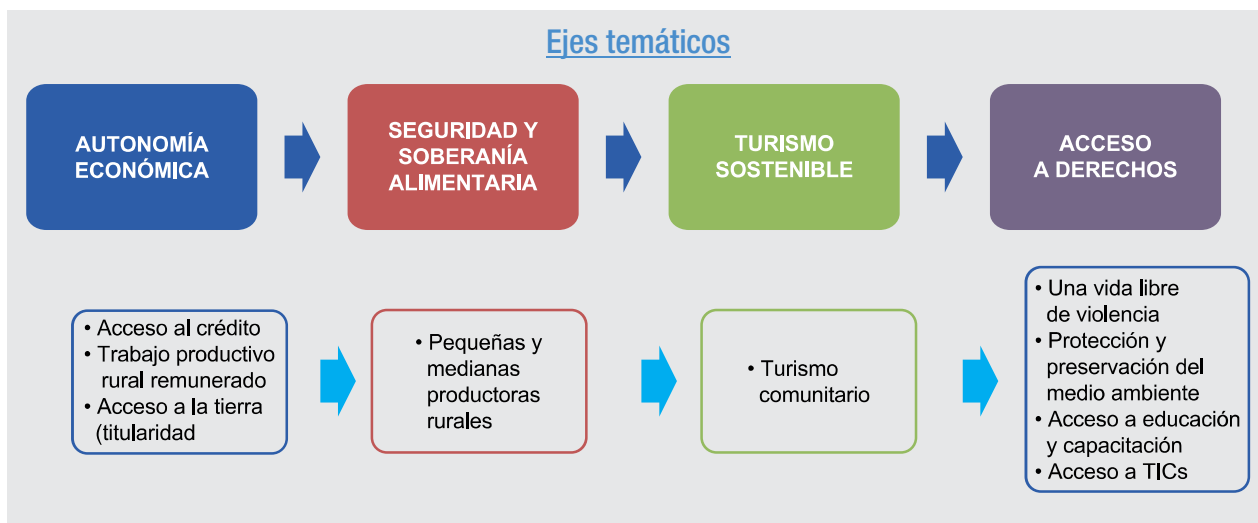 Ejes temáticos
AUTONOMÍA
ECONÓMICA
SEGURIDAD Y
SOBERANÍA
ALIMENTARIA
TURISMO
SOSTENIBLE
ACCESO
A DERECHOS
• Acceso al crédito
• Trabajo productivo
rural remunerado
• Acceso a la tierra
(titularidad
• Pequeñas y
medianas
productoras
rurales
• Turismo
comunitario
• Una vida libre
de violencia
• Protección y
preservación del
medio ambiente
• Acceso a educación
y capacitación
• Acceso a TICs